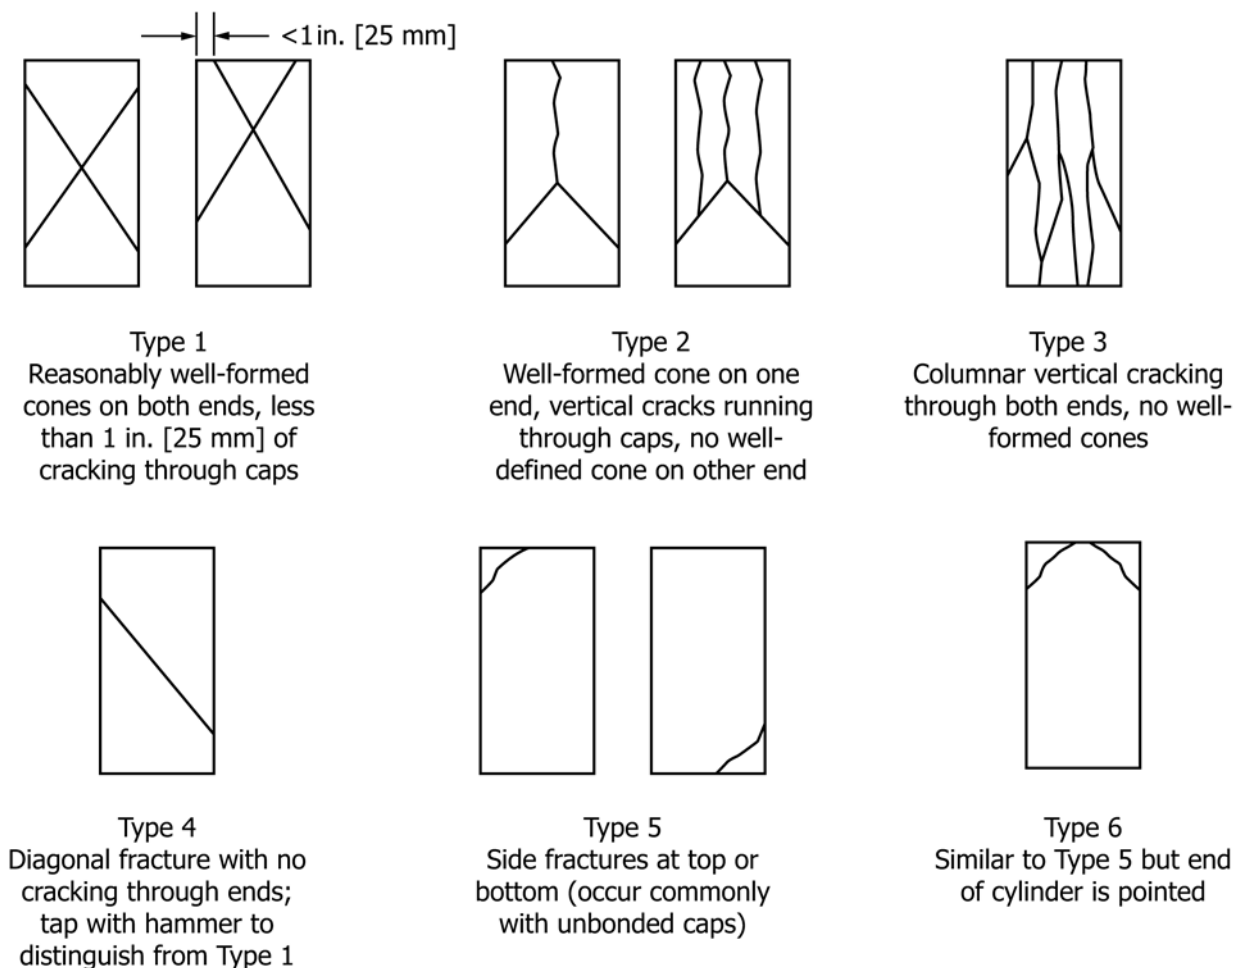 <1in. [25 mm]
Type 1
Reasonably well-formed
cones on both ends, less
than 1 in. [25 mm] of
cracking through caps
Type 2
Well-formed cone on one
end, vertical cracks running
through caps, no well-
defined cone on other end
Type 3
Columnar vertical cracking
through both ends, no well-
formed cones
Type 4
Diagonal fracture with no
cracking through ends;
tap with hammer to
distinguish from Type 1
Type 5
Side fractures at top or
bottom (occur commonly
with unbonded caps)
Type 6
Similar to Type 5 but end
of cylinder is pointed